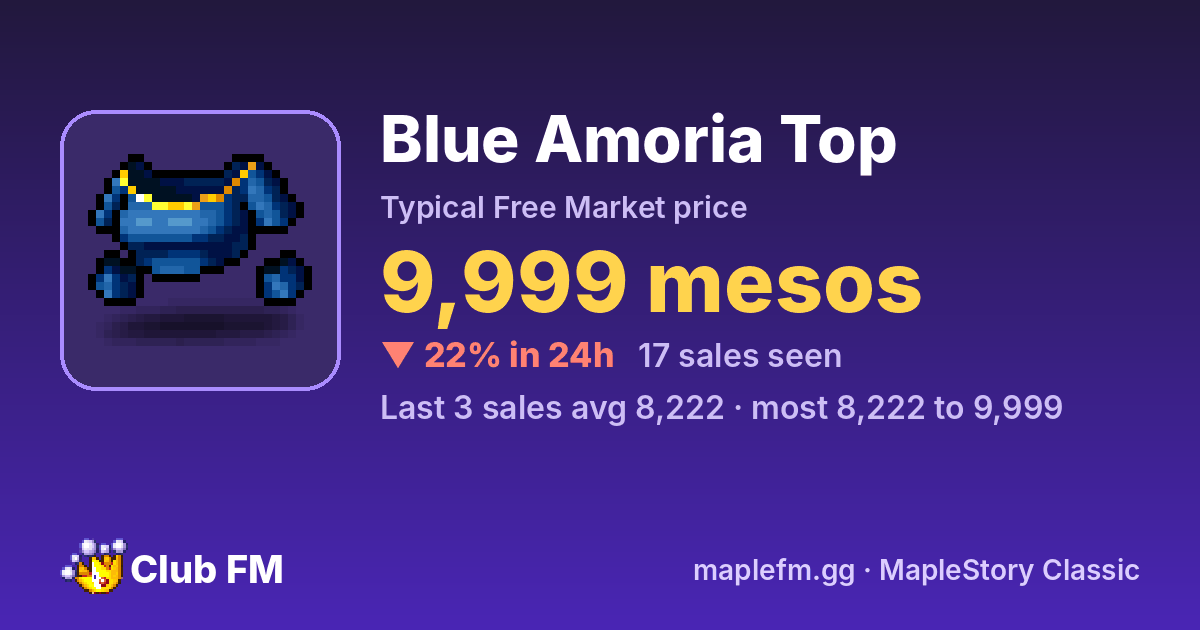 Blue Amoria Top
Typical Free Market price
9,999 mesos
▼ 22% in 24h 17 sales seen
Last 3 sales avg 8,222 · most 8,222 to 9,999
Club FM
maplefm.gg · MapleStory Classic